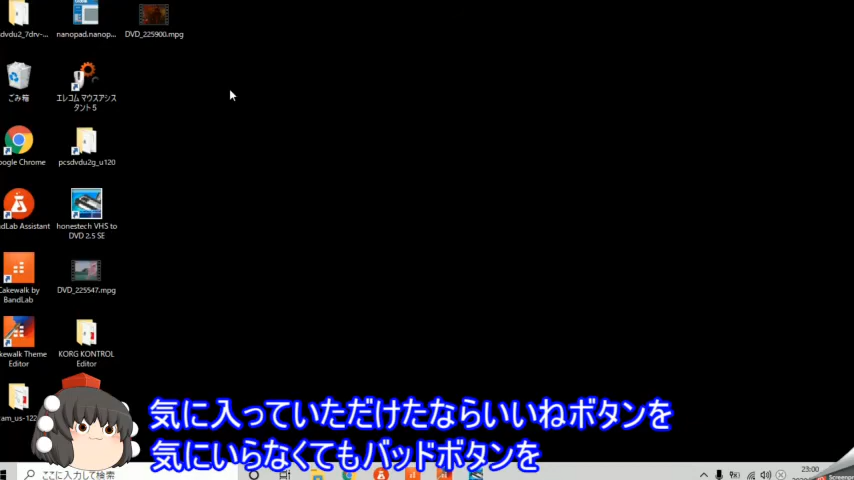 dvdu2_7drv-...
nanopad.nanop...
DVD_225900.mpg
ごみ箱
エレコム マウスアシスタント 5
oogle Chrome
pcsdvdu2g_u120
ndLab Assistant
honestech VHS to DVD 2.5 SE
Cakewalk by BandLab
DVD_225547.mpg
kewalk Theme Editor
KORG KONTROL Editor
am_us-122
気に入っていただけたならいいねボタンを
気にいらなくてもバッドボタンを
ここに入力して検索
23:00